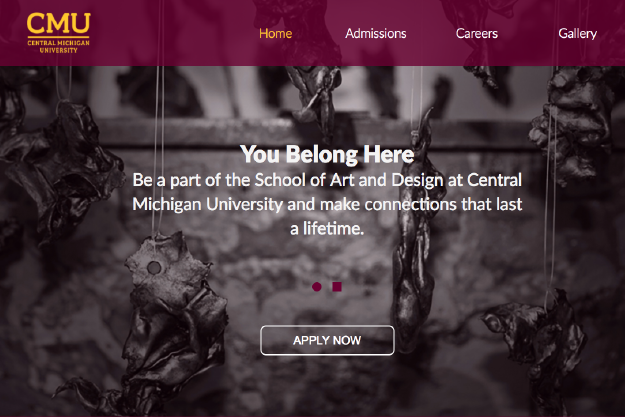 CMU
CENTRAL MICHIGAN
UNIVERSITY
Home Admissions Careers Gallery
You Belong Here
Be a part of the School of Art and Design at Central
Michigan University and make connections that last
a lifetime.
APPLY NOW